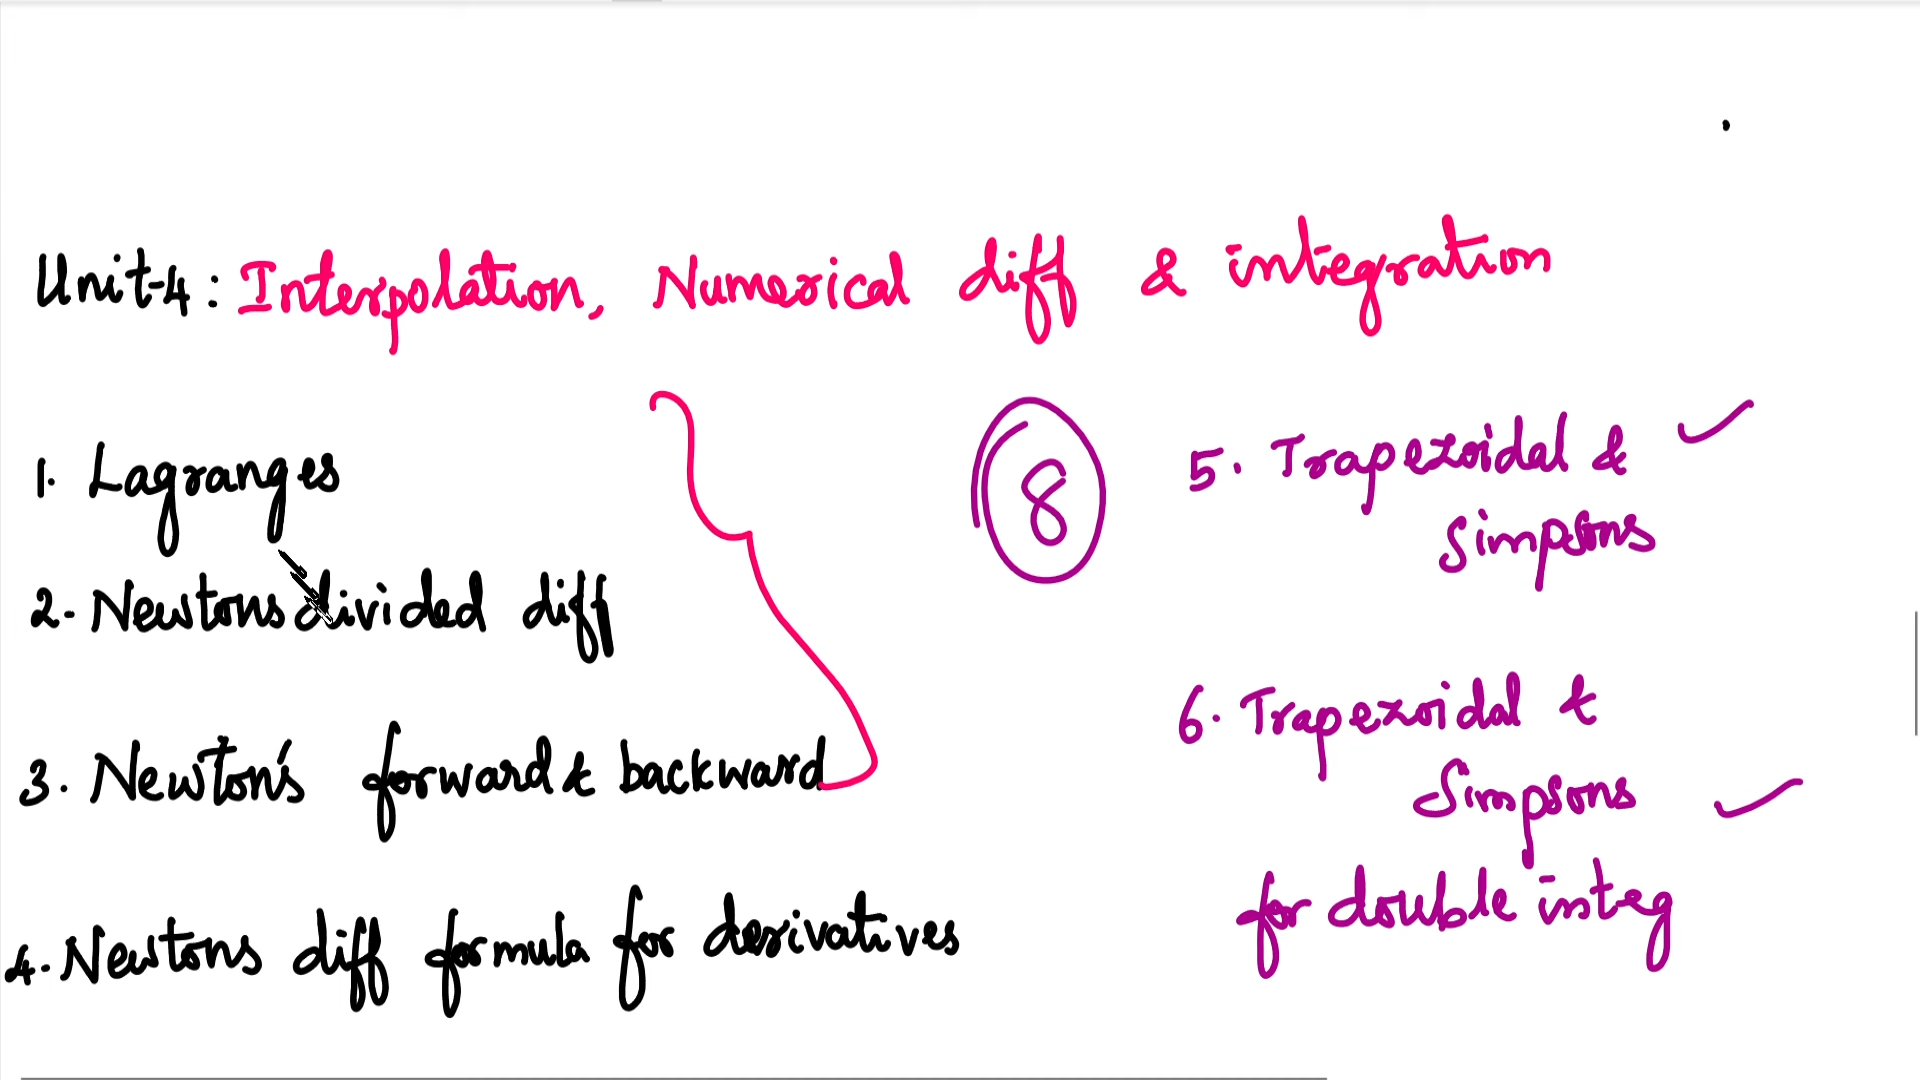 Unit-4: Interpolation, Numerical diff & integration
1. Lagranges
2. Newtons divided diff
3. Newton's forward & backward
4. Newtons diff formula for derivatives
8
5. Trapezoidal &
Simpsons
6. Trapezoidal &
Simpsons
for double integ